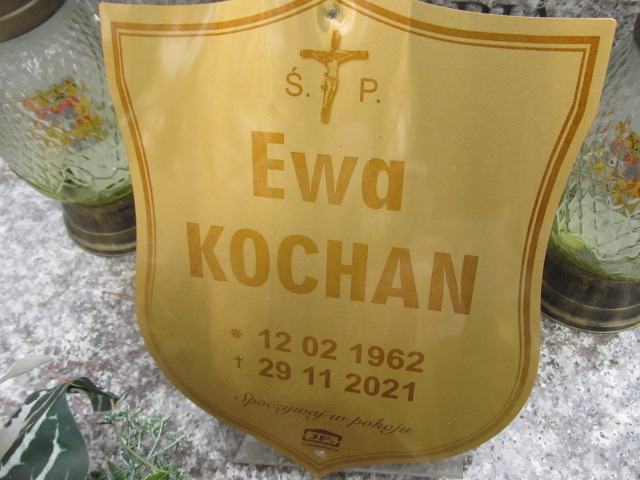 Ś. P.
Ewa
KOCHAN
* 12 02 1962
† 29 11 2021
Spoczywaj w pokoju